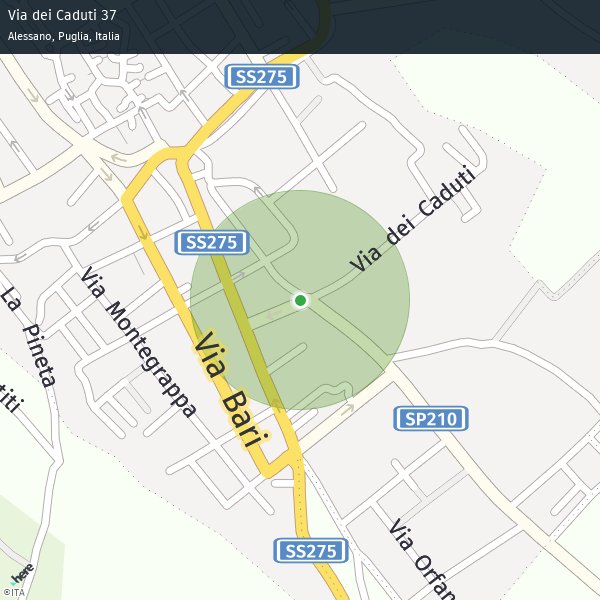 Via dei Caduti 37
Alessano, Puglia, Italia
SS275
Via dei Caduti
SS275
Via Montegrappa
La Pineta
Via Bari
titi
SP210
SS275
Via Orfan
here
©ITA